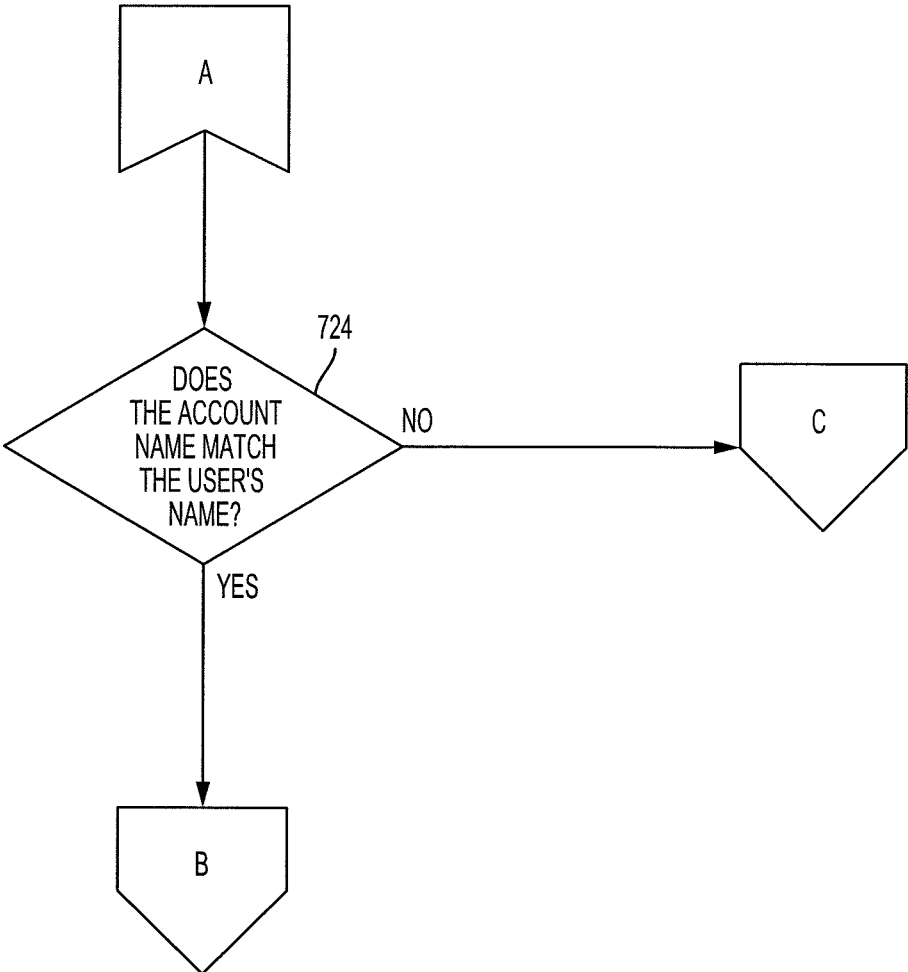 A
724
DOES
THE ACCOUNT
NAME MATCH
THE USER'S
NAME?
NO
C
YES
B